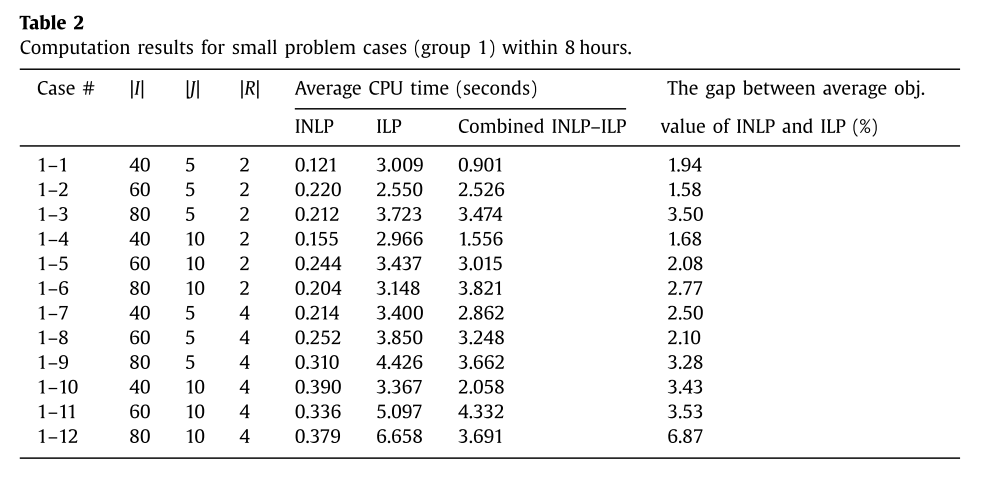 Table 2
Computation results for small problem cases (group 1) within 8 hours.
Case # |I| |J| |R| Average CPU time (seconds) The gap between average obj.
INLP ILP Combined INLP–ILP value of INLP and ILP (%)
1–1 40 5 2 0.121 3.009 0.901 1.94
1–2 60 5 2 0.220 2.550 2.526 1.58
1–3 80 5 2 0.212 3.723 3.474 3.50
1–4 40 10 2 0.155 2.966 1.556 1.68
1–5 60 10 2 0.244 3.437 3.015 2.08
1–6 80 10 2 0.204 3.148 3.821 2.77
1–7 40 5 4 0.214 3.400 2.862 2.50
1–8 60 5 4 0.252 3.850 3.248 2.10
1–9 80 5 4 0.310 4.426 3.662 3.28
1–10 40 10 4 0.390 3.367 2.058 3.43
1–11 60 10 4 0.336 5.097 4.332 3.53
1–12 80 10 4 0.379 6.658 3.691 6.87